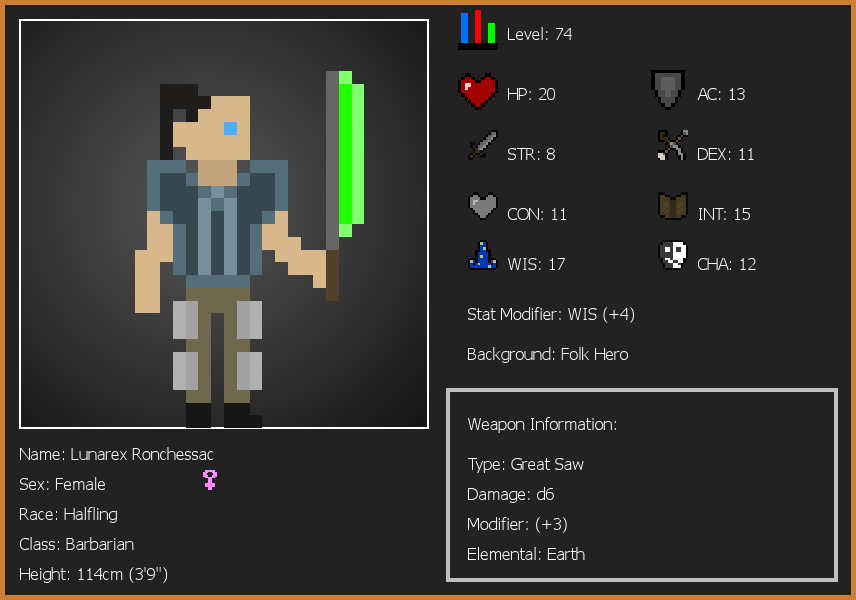 Level: 74
HP: 20
AC: 13
STR: 8
DEX: 11
CON: 11
INT: 15
WIS: 17
CHA: 12
Stat Modifier: WIS (+4)
Background: Folk Hero
Weapon Information:
Type: Great Saw
Damage: d6
Modifier: (+3)
Elemental: Earth
Name: Lunarex Ronchessac
Sex: Female
Race: Halfling
Class: Barbarian
Height: 114cm (3'9")